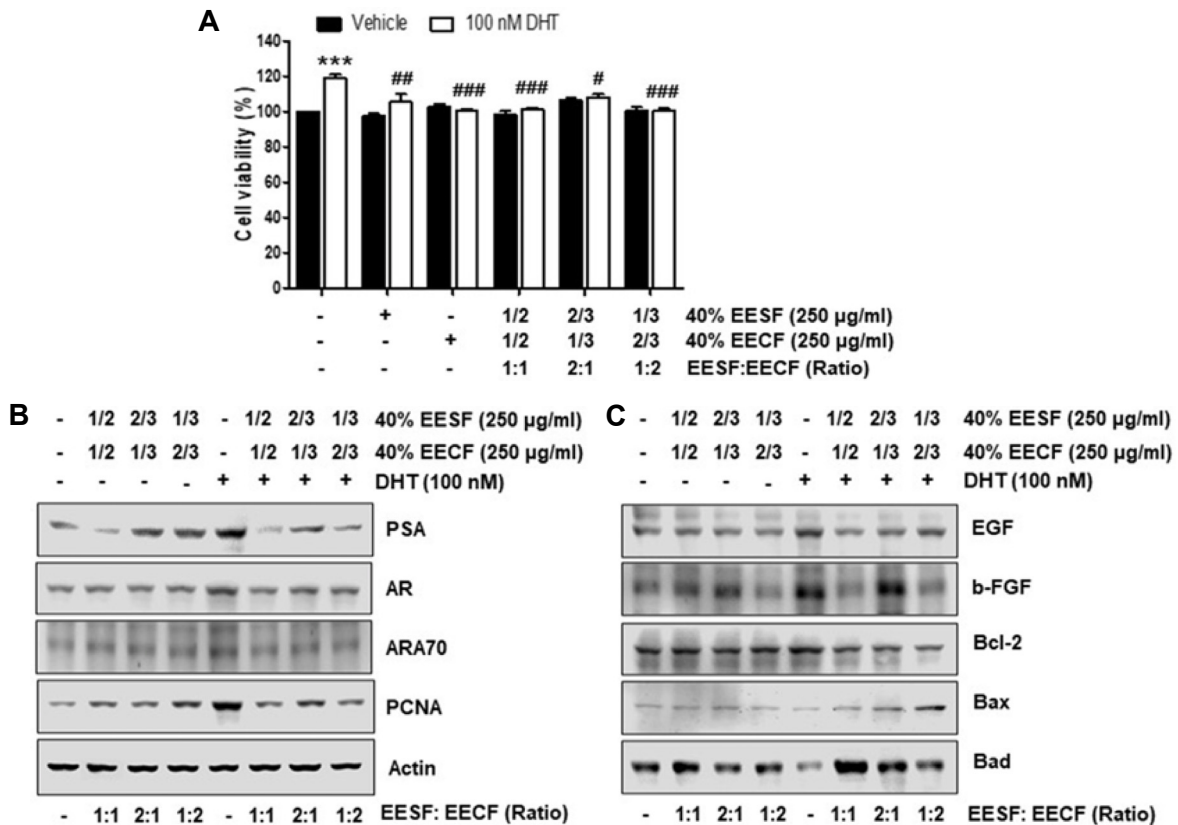 A
Vehicle 100 nM DHT
Cell viability (%)
140
120
100
80
60
40
20
0
*** ## ### ### # ###
- + - 1/2 2/3 1/3 40% EESF (250 µg/ml)
- - + 1/2 1/3 2/3 40% EECF (250 µg/ml)
- - - 1:1 2:1 1:2 EESF:EECF (Ratio)
B
- 1/2 2/3 1/3 - 1/2 2/3 1/3 40% EESF (250 µg/ml)
- 1/2 1/3 2/3 - 1/2 1/3 2/3 40% EECF (250 µg/ml)
- - - - + + + + DHT (100 nM)
PSA
AR
ARA70
PCNA
Actin
- 1:1 2:1 1:2 - 1:1 2:1 1:2 EESF: EECF (Ratio)
C
- 1/2 2/3 1/3 - 1/2 2/3 1/3 40% EESF (250 µg/ml)
- 1/2 1/3 2/3 - 1/2 1/3 2/3 40% EECF (250 µg/ml)
- - - - + + + + DHT (100 nM)
EGF
b-FGF
Bcl-2
Bax
Bad
- 1:1 2:1 1:2 - 1:1 2:1 1:2 EESF: EECF (Ratio)